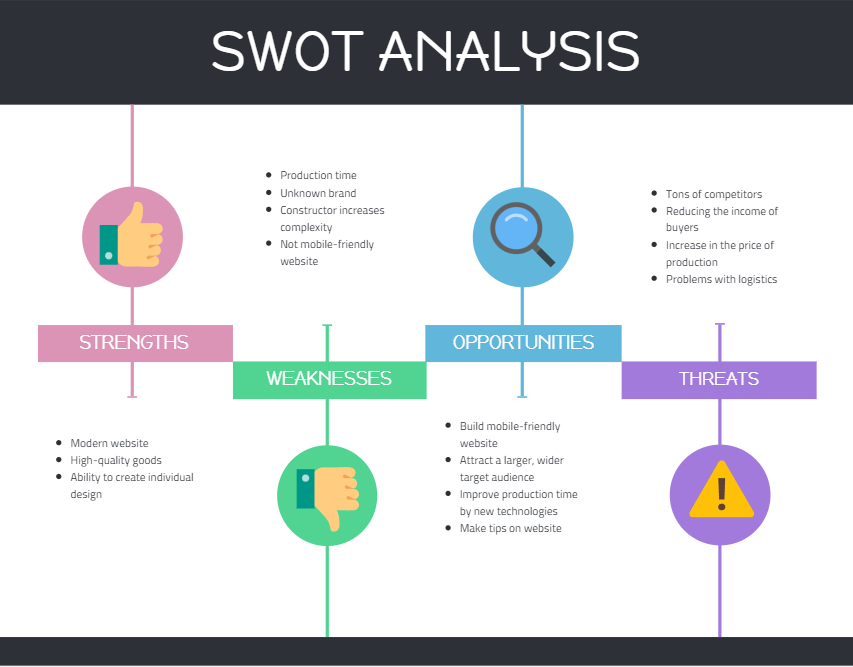 SWOT ANALYSIS
STRENGTHS
• Modern website
• High-quality goods
• Ability to create individual
design
• Production time
• Unknown brand
• Constructor increases
complexity
• Not mobile-friendly
website
WEAKNESSES
OPPORTUNITIES
• Build mobile-friendly
website
• Attract a larger, wider
target audience
• Improve production time
by new technologies
• Make tips on website
• Tons of competitors
• Reducing the income of
buyers
• Increase in the price of
production
• Problems with logistics
THREATS